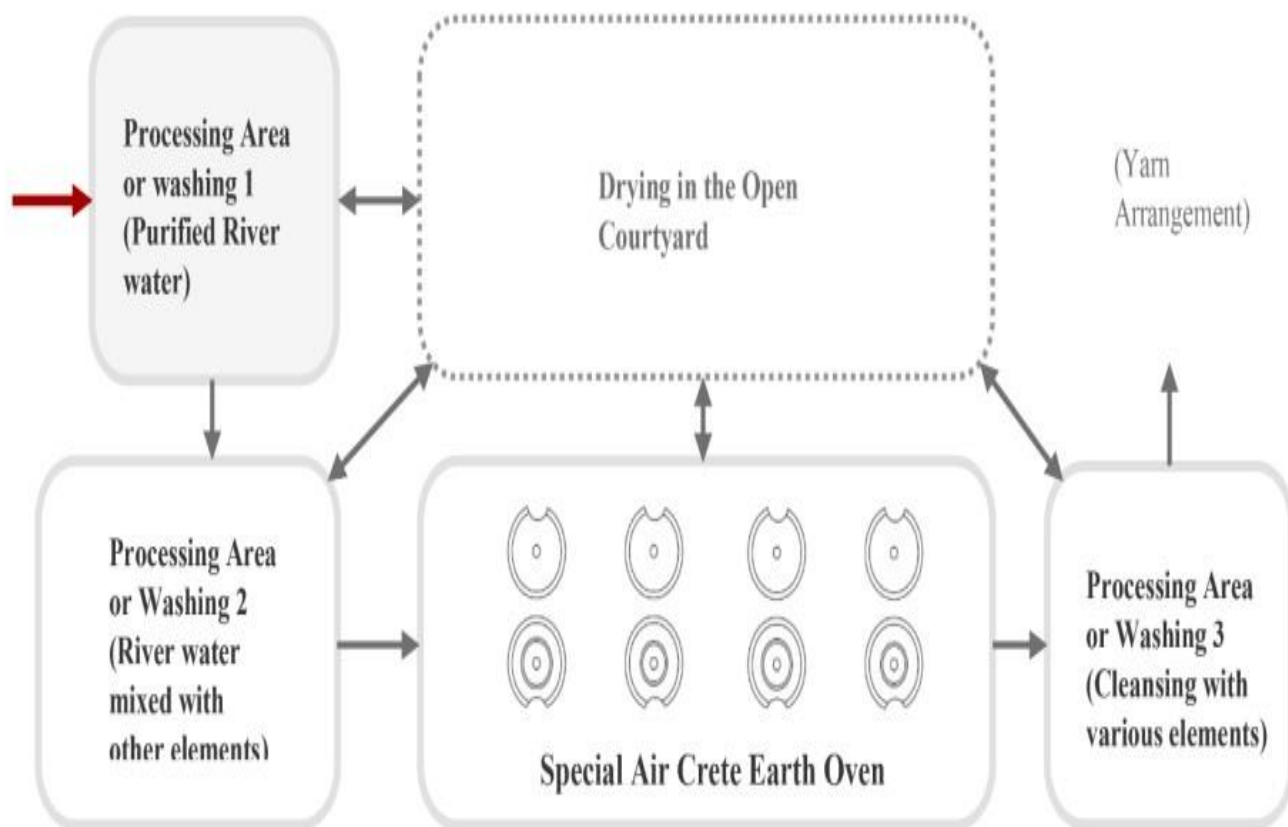 Processing Area
or washing 1
(Purified River
water)
Drying in the Open
Courtyard
(Yarn
Arrangement)
Processing Area
or Washing 2
(River water
mixed with
other elements)
Special Air Crete Earth Oven
Processing Area
or Washing 3
(Cleansing with
various elements)